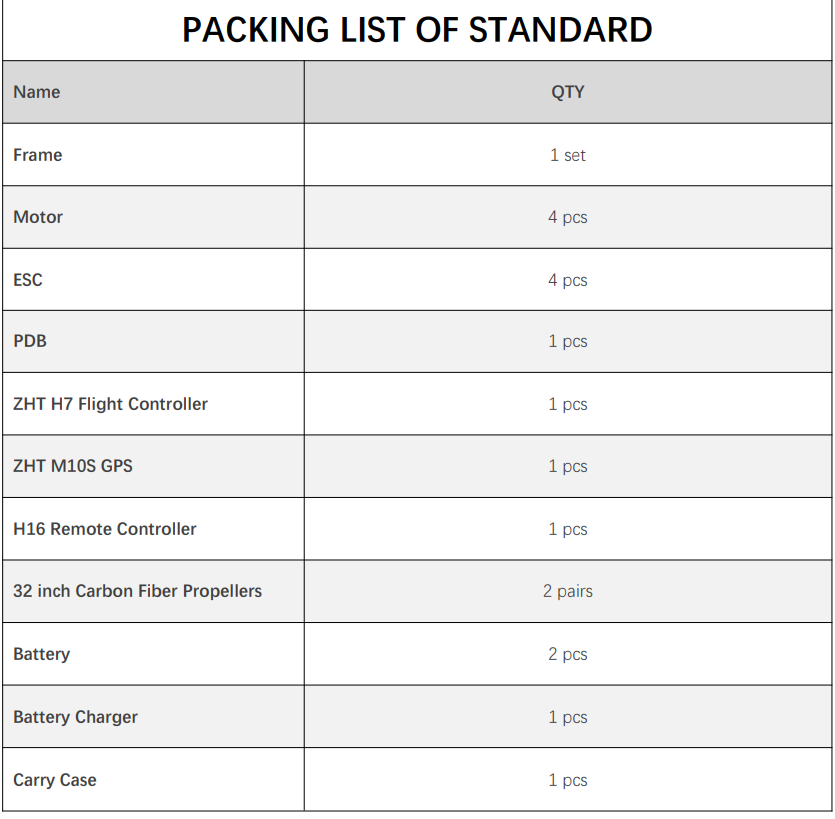 PACKING LIST OF STANDARD
Name QTY
Frame 1 set
Motor 4 pcs
ESC 4 pcs
PDB 1 pcs
ZHT H7 Flight Controller 1 pcs
ZHT M10S GPS 1 pcs
H16 Remote Controller 1 pcs
32 inch Carbon Fiber Propellers 2 pairs
Battery 2 pcs
Battery Charger 1 pcs
Carry Case 1 pcs